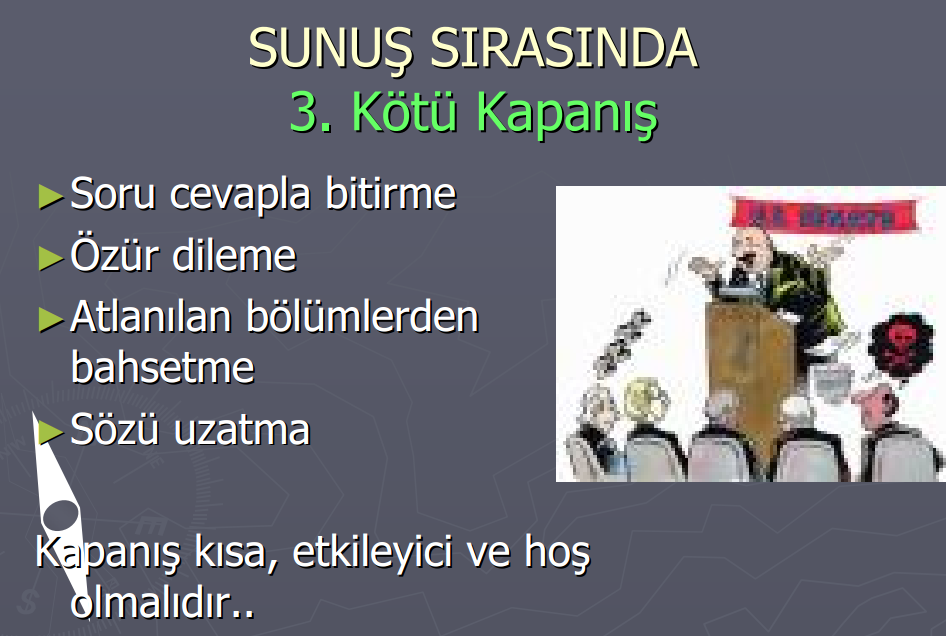 SUNUŞ SIRASINDA
3. Kötü Kapanış
►Soru cevapla bitirme
►Özür dileme
►Atlanılan bölümlerden
bahsetme
►Sözü uzatma
Kapanış kısa, etkileyici ve hoş
olmalıdır..